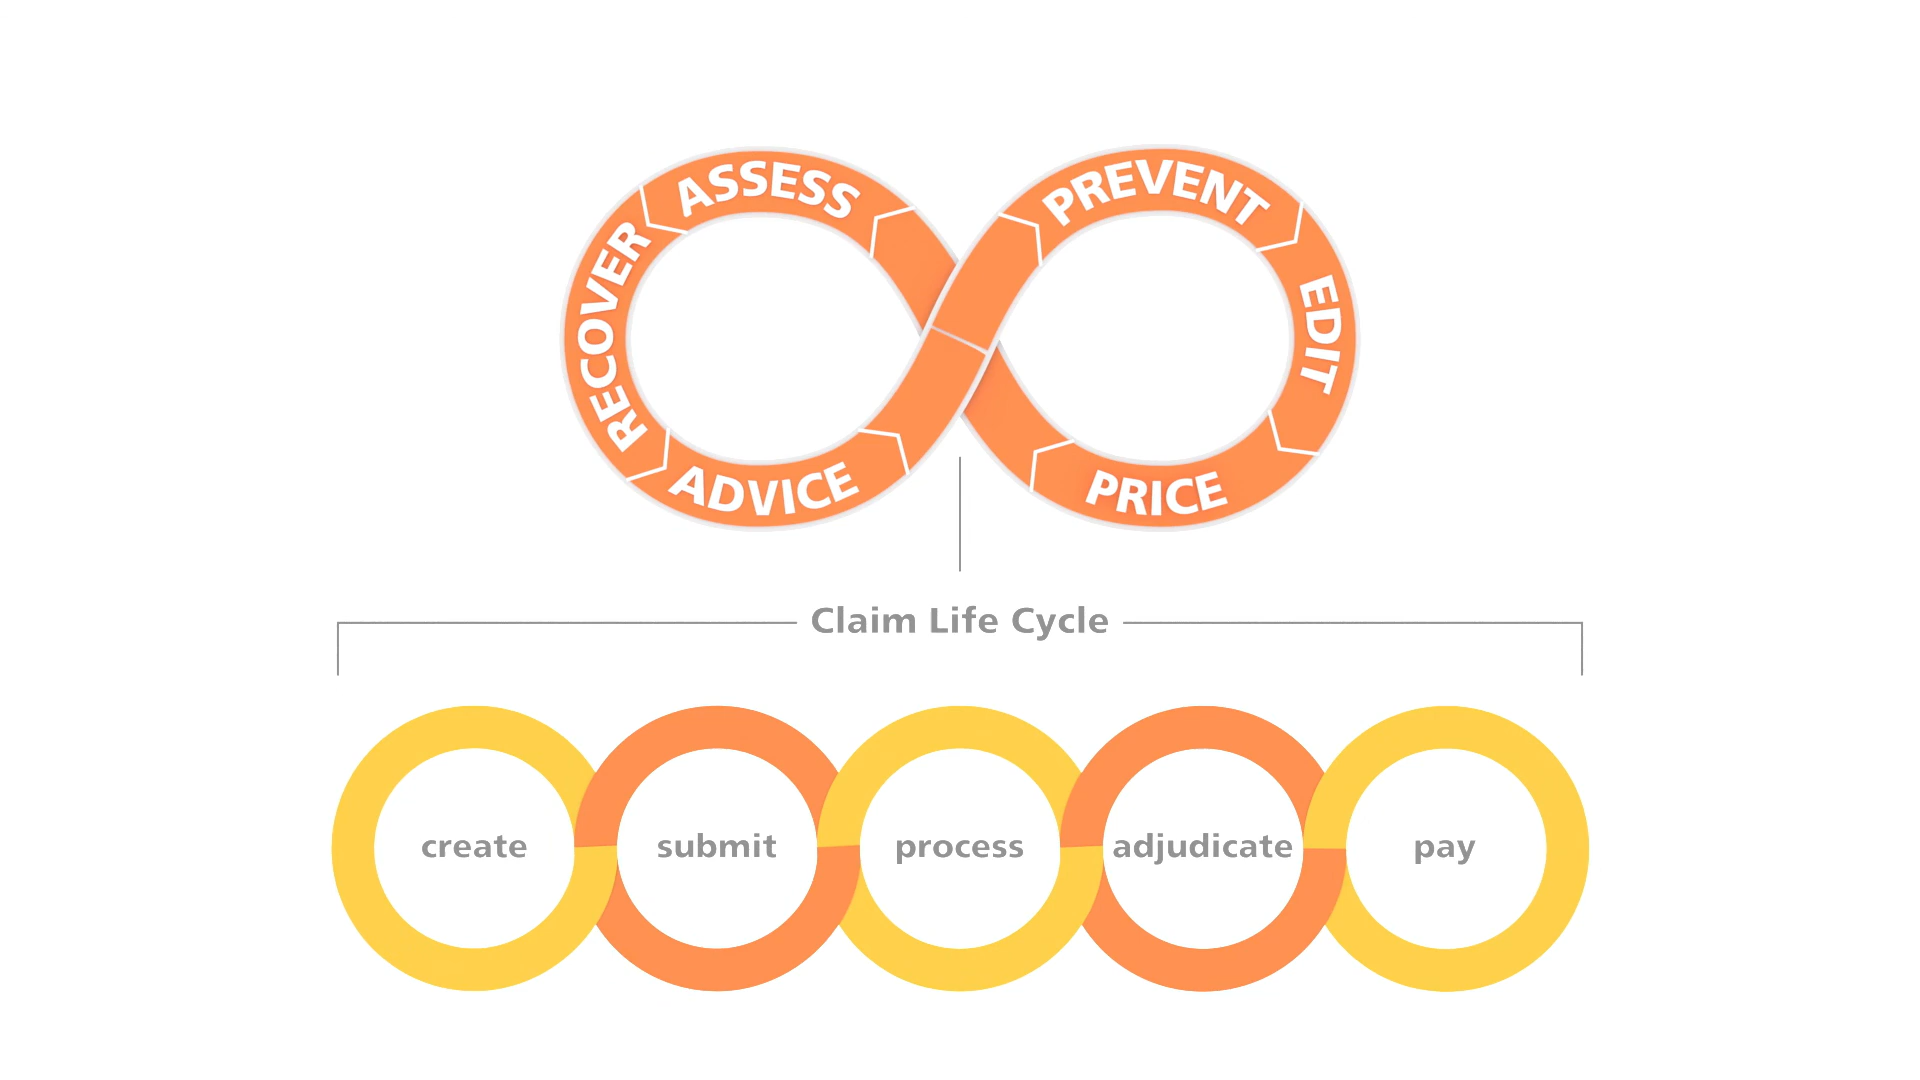 ASSESS
PREVENT
RECOVER
EDIT
ADVICE
PRICE
Claim Life Cycle
create
submit
process
adjudicate
pay